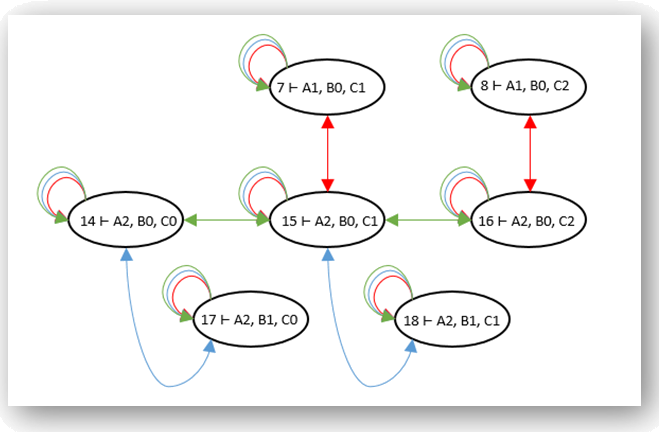 7 ⊢ A1, B0, C1
8 ⊢ A1, B0, C2
14 ⊢ A2, B0, C0
15 ⊢ A2, B0, C1
16 ⊢ A2, B0, C2
17 ⊢ A2, B1, C0
18 ⊢ A2, B1, C1